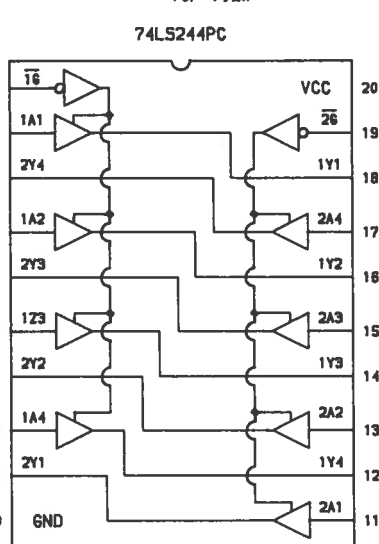 74LS244PC
1G VCC 20
2G 19
1A1 1Y1 18
2Y4 2A4 17
1A2 1Y2 16
2Y3 2A3 15
1Z3 1Y3 14
2Y2 2A2 13
1A4 1Y4 12
2Y1 2A1 11
GND